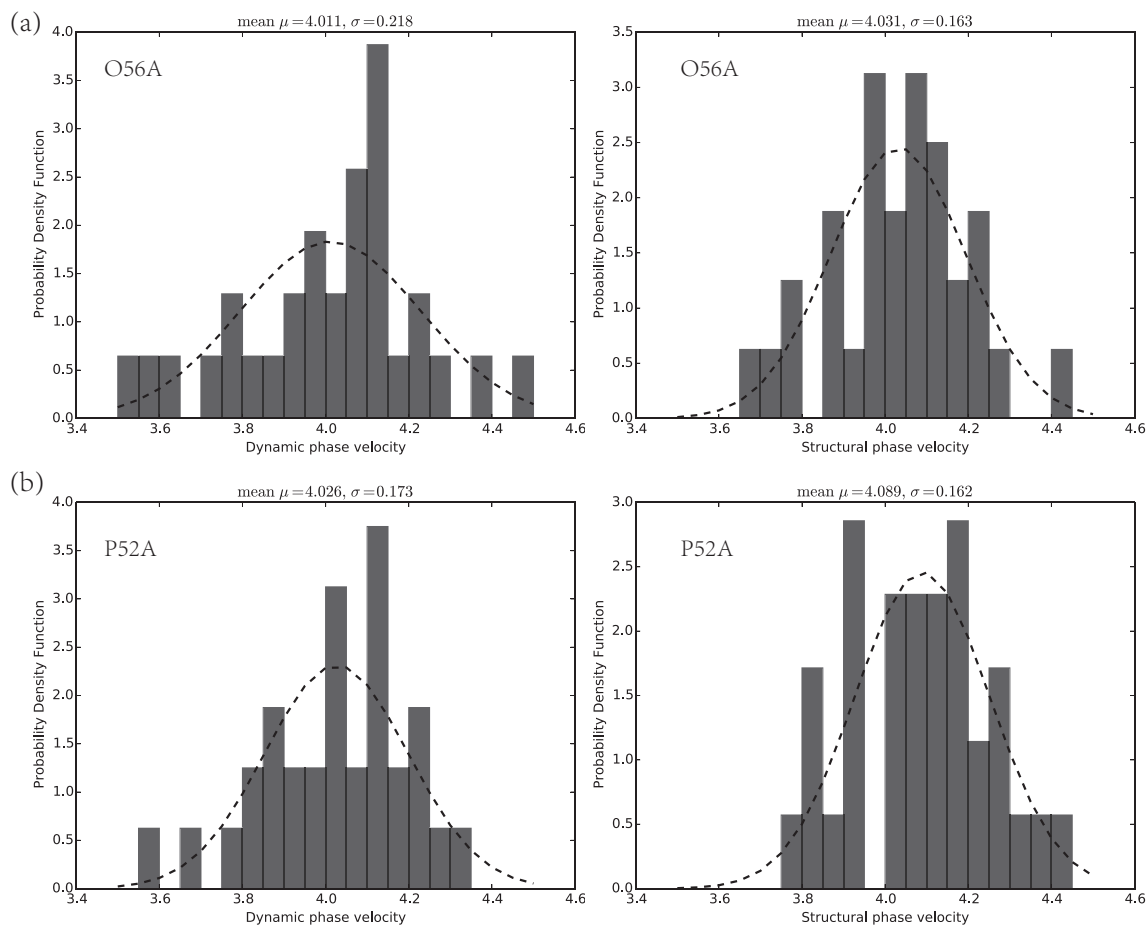 (a)
mean μ=4.011, σ=0.218
O56A
Probability Density Function
4.0
3.5
3.0
2.5
2.0
1.5
1.0
0.5
0.0
3.4 3.6 3.8 4.0 4.2 4.4 4.6
Dynamic phase velocity
mean μ=4.031, σ=0.163
O56A
Probability Density Function
3.5
3.0
2.5
2.0
1.5
1.0
0.5
0.0
3.4 3.6 3.8 4.0 4.2 4.4 4.6
Structural phase velocity
(b)
mean μ=4.026, σ=0.173
P52A
Probability Density Function
4.0
3.5
3.0
2.5
2.0
1.5
1.0
0.5
0.0
3.4 3.6 3.8 4.0 4.2 4.4 4.6
Dynamic phase velocity
mean μ=4.089, σ=0.162
P52A
Probability Density Function
3.0
2.5
2.0
1.5
1.0
0.5
0.0
3.4 3.6 3.8 4.0 4.2 4.4 4.6
Structural phase velocity